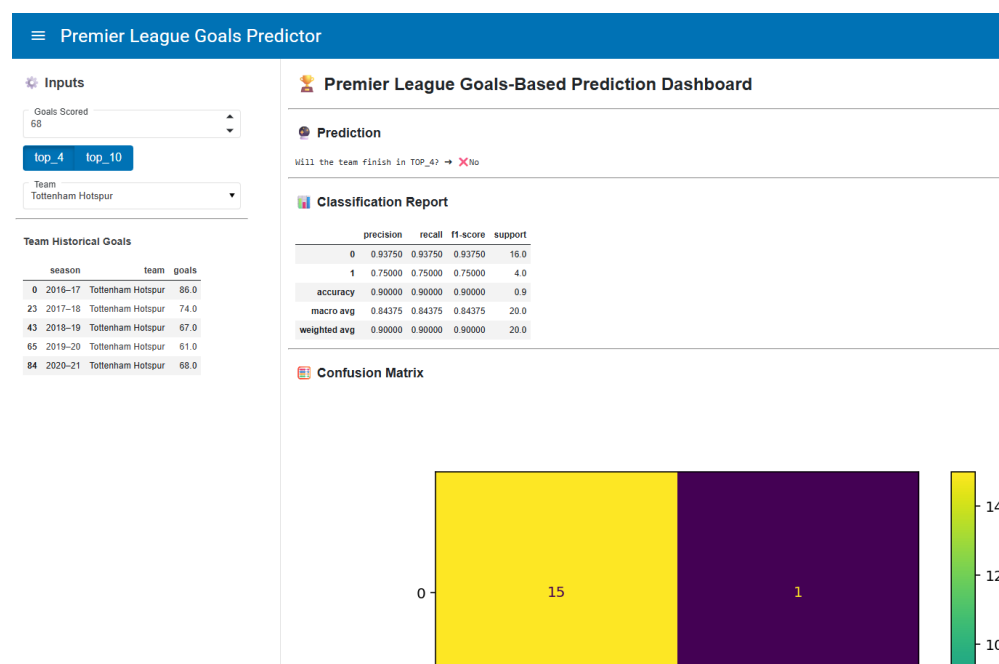 Premier League Goals Predictor
Inputs
Goals Scored
68
top_4 top_10
Team
Tottenham Hotspur
Team Historical Goals
season team goals
0 2016–17 Tottenham Hotspur 86.0
23 2017–18 Tottenham Hotspur 74.0
43 2018–19 Tottenham Hotspur 67.0
65 2019–20 Tottenham Hotspur 61.0
84 2020–21 Tottenham Hotspur 68.0
Premier League Goals-Based Prediction Dashboard
Prediction
Will the team finish in TOP_4? → ❌No
Classification Report
precision recall f1-score support
0 0.93750 0.93750 0.93750 16.0
1 0.75000 0.75000 0.75000 4.0
accuracy 0.90000 0.90000 0.90000 0.9
macro avg 0.84375 0.84375 0.84375 20.0
weighted avg 0.90000 0.90000 0.90000 20.0
Confusion Matrix
14
12
0 15 1
10